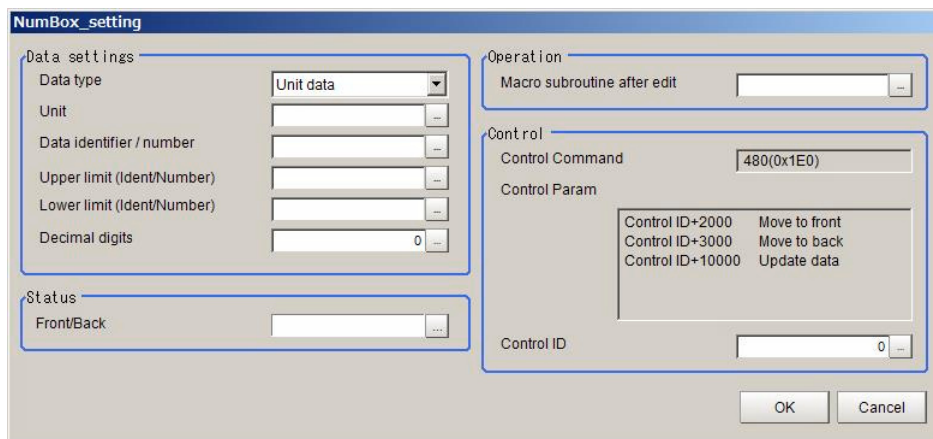 NumBox_setting
Data settings
Data type
Unit data
Unit
...
Data identifier / number
...
Upper limit (Ident/Number)
...
Lower limit (Ident/Number)
...
Decimal digits
0
...
Status
Front/Back
...
Operation
Macro subroutine after edit
...
Control
Control Command
480(0x1E0)
Control Param
Control ID+2000 Move to front
Control ID+3000 Move to back
Control ID+10000 Update data
Control ID
0
...
OK
Cancel